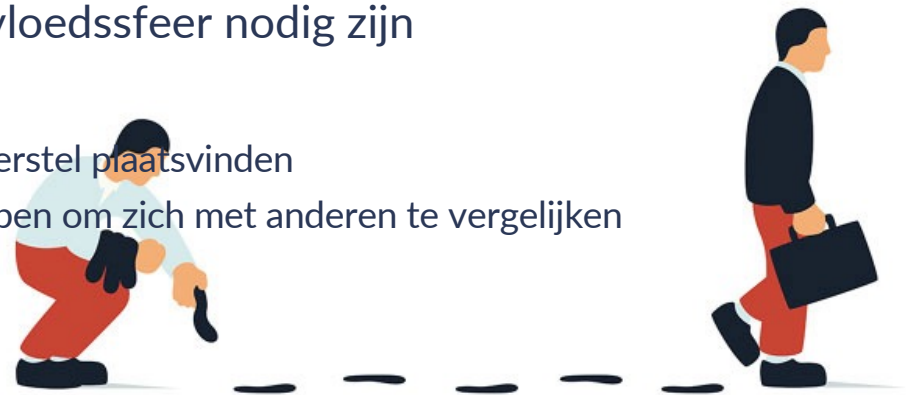 vloedssfeer nodig zijn
erstel plaatsvinden
pen om zich met anderen te vergelijken